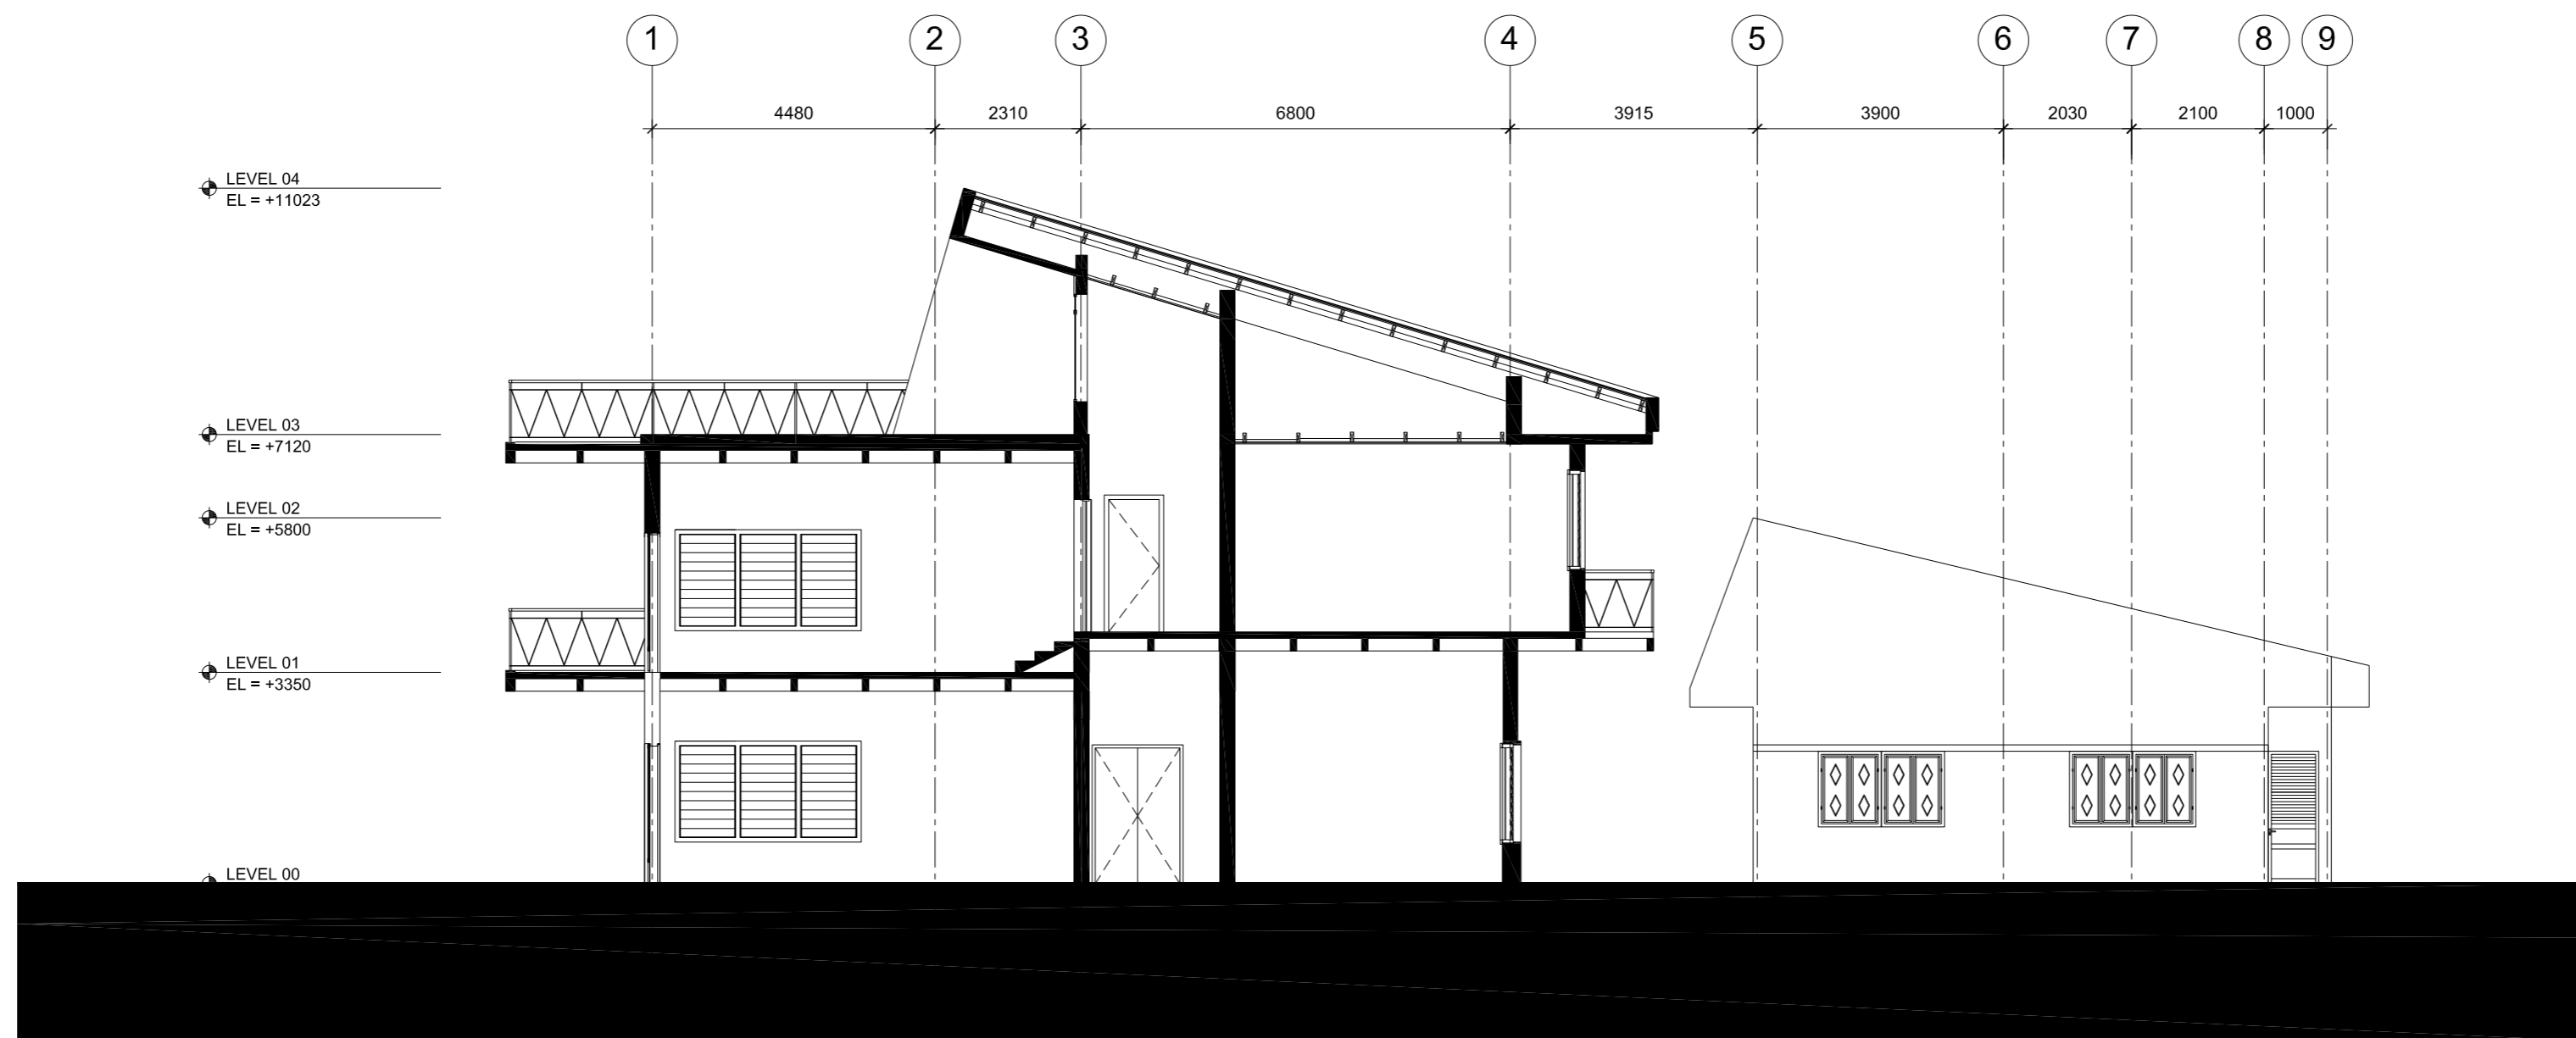 1 2 3 4 5 6 7 8 9
4480 2310 6800 3915 3900 2030 2100 1000
LEVEL 04
EL = +11023
LEVEL 03
EL = +7120
LEVEL 02
EL = +5800
LEVEL 01
EL = +3350
LEVEL 00